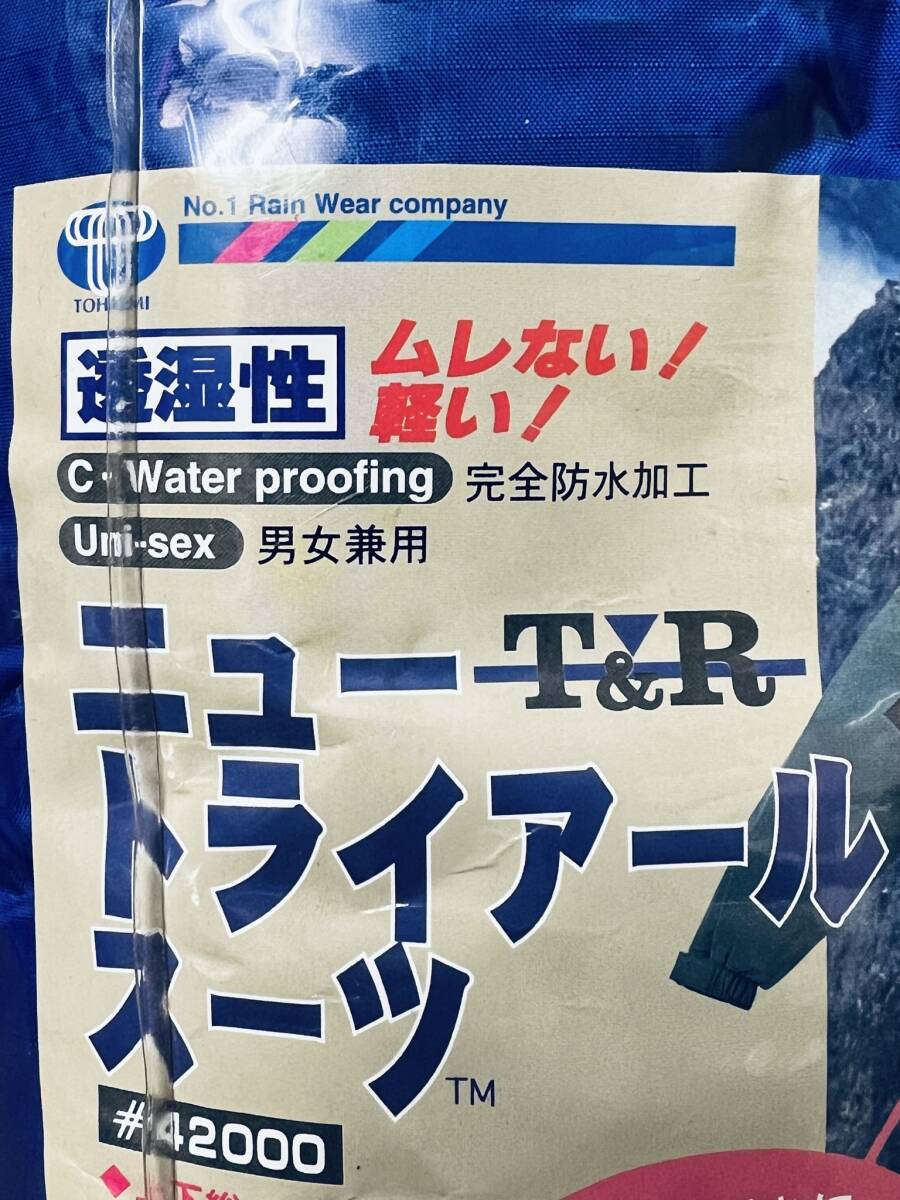 No.1 Rain Wear company
透湿性
ムレない!
軽い!
C・Water proofing 完全防水加工
Uni-sex 男女兼用
ニュー T&R
トライアール
スーツ™
#42000